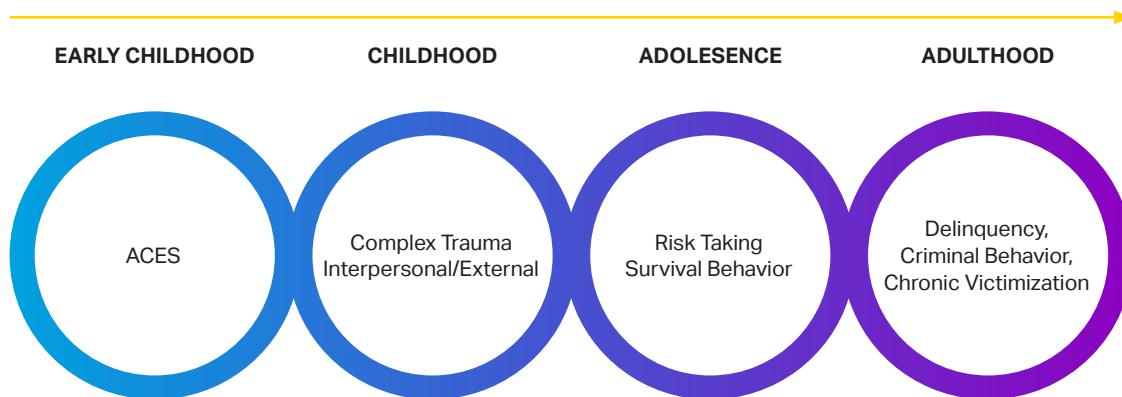 EARLY CHILDHOOD
CHILDHOOD
ADOLESENCE
ADULTHOOD
ACES
Complex Trauma
Interpersonal/External
Risk Taking
Survival Behavior
Delinquency,
Criminal Behavior,
Chronic Victimization